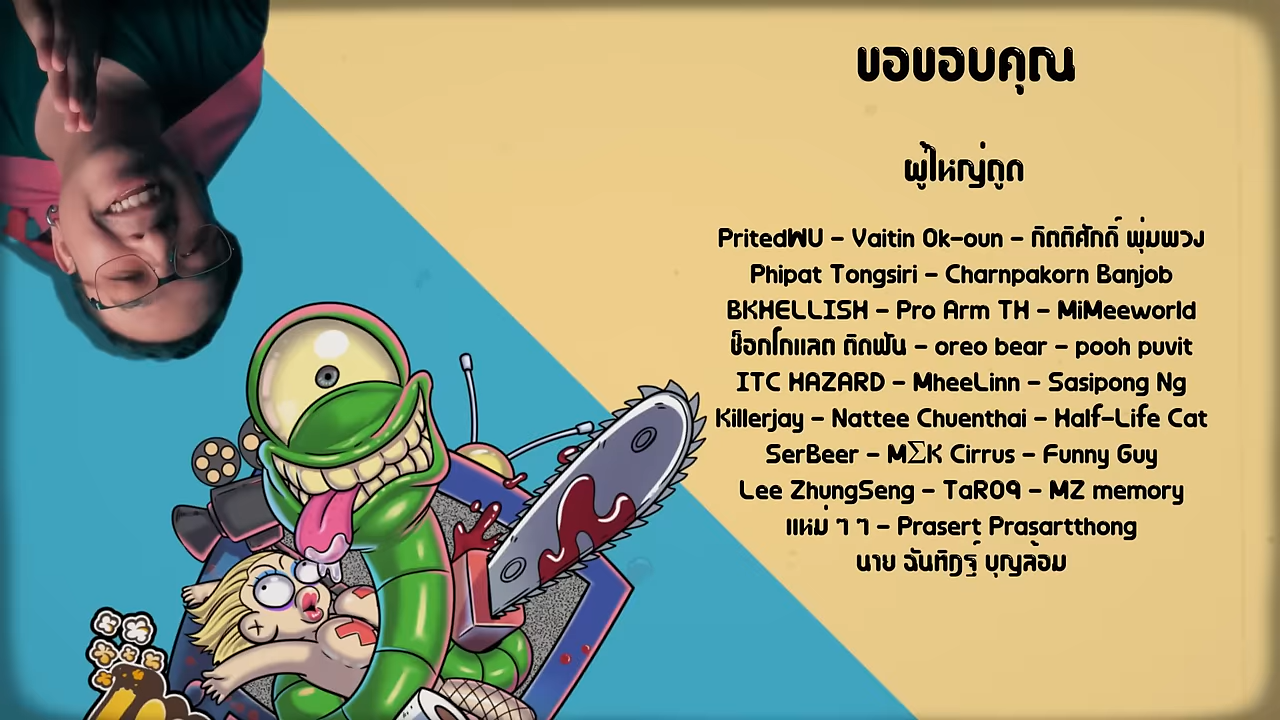 ขอขอบคุณ
ผู้ใหญ่ถูด
PritedWU - Vaitin Ok-oun - กิตติศักดิ์ พุ่มพวง
Phipat Tongsiri - Charnpakorn Banjob
BKHELLISH - Pro Arm TH - MiMeeworld
ช็อกโกแลต ติดฟัน - oreo bear - pooh puvit
ITC HAZARD - MheeLinn - Sasipong Ng
Killerjay - Nattee Chuenthai - Half-Life Cat
SerBeer - MΣK Cirrus - Funny Guy
Lee ZhungSeng - TaR09 - MZ memory
แหม่ ๆ ๆ - Prasert Prasartthong
นาย ฉันทิฏฐ์ บุญล้อม